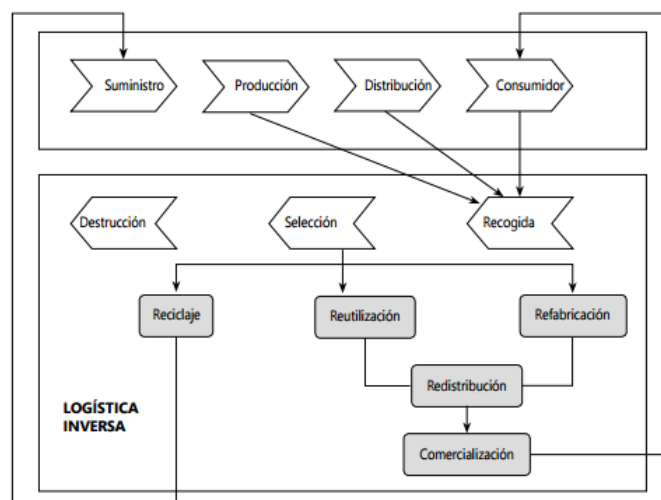 Suministro
Producción
Distribución
Consumidor
Destrucción
Selección
Recogida
Reciclaje
Reutilización
Refabricación
Redistribución
LOGÍSTICA
INVERSA
Comercialización